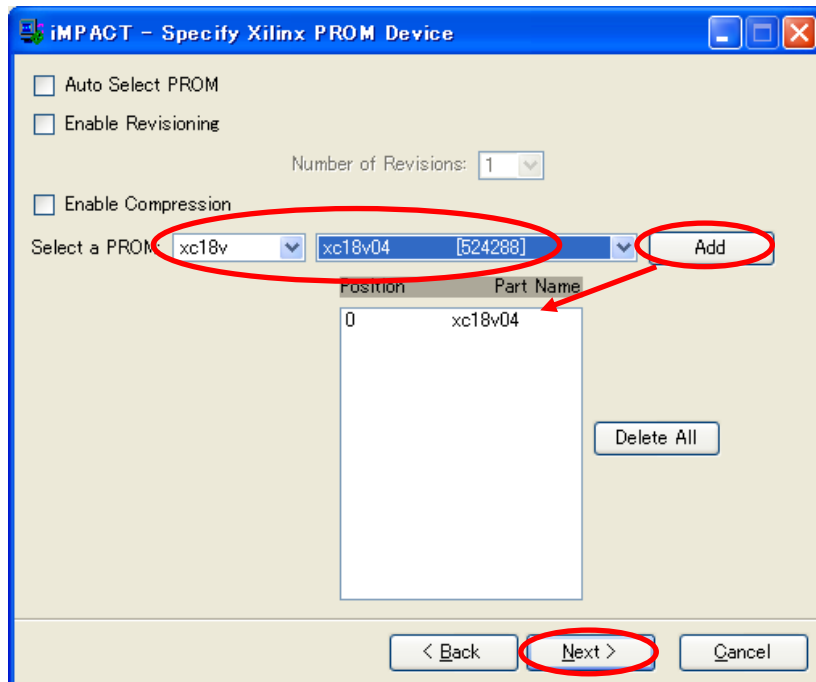 iMPACT - Specify Xilinx PROM Device
Auto Select PROM
Enable Revisioning
Number of Revisions: 1
Enable Compression
Select a PROM: xc18v xc18v04 [524288] Add
Position Part Name
0 xc18v04
Delete All
< Back Next > Cancel